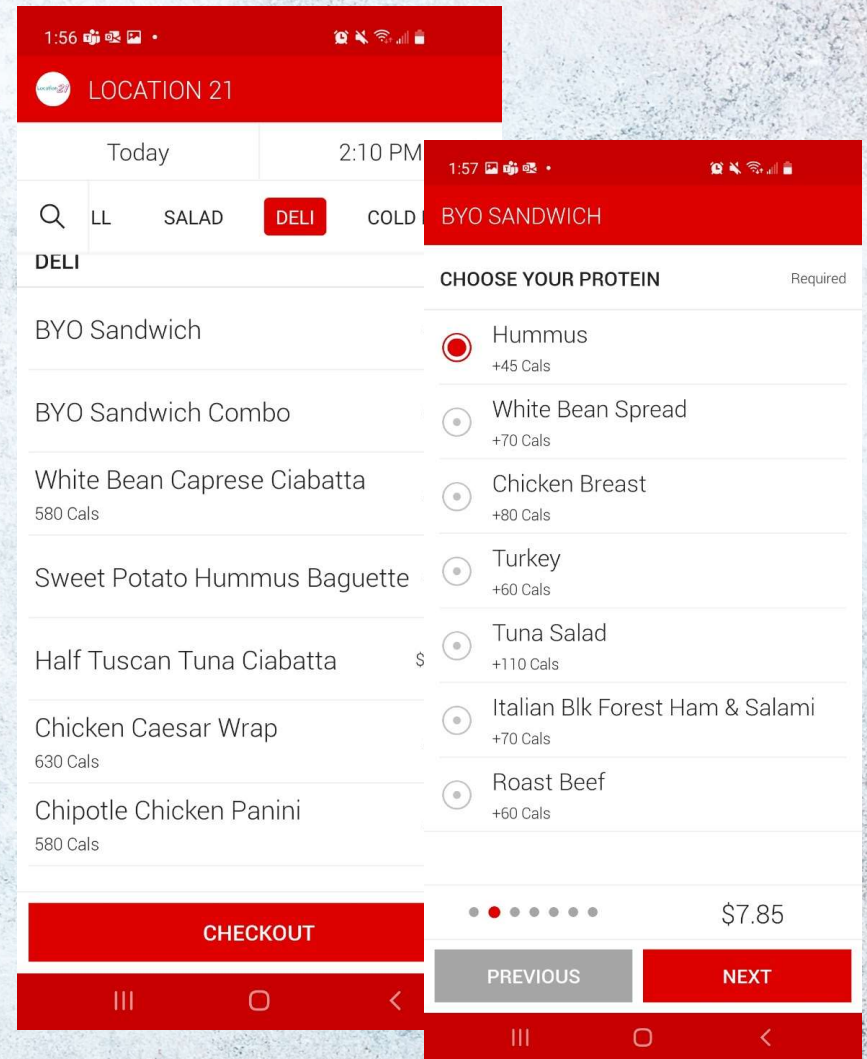 1:56
LOCATION 21
Today 2:10 PM
LL SALAD DELI COLD
DELI
BYO Sandwich
BYO Sandwich Combo
White Bean Caprese Ciabatta
580 Cals
Sweet Potato Hummus Baguette
Half Tuscan Tuna Ciabatta $
Chicken Caesar Wrap
630 Cals
Chipotle Chicken Panini
580 Cals
CHECKOUT
1:57
BYO SANDWICH
CHOOSE YOUR PROTEIN Required
Hummus
+45 Cals
White Bean Spread
+70 Cals
Chicken Breast
+80 Cals
Turkey
+60 Cals
Tuna Salad
+110 Cals
Italian Blk Forest Ham & Salami
+70 Cals
Roast Beef
+60 Cals
$7.85
PREVIOUS NEXT